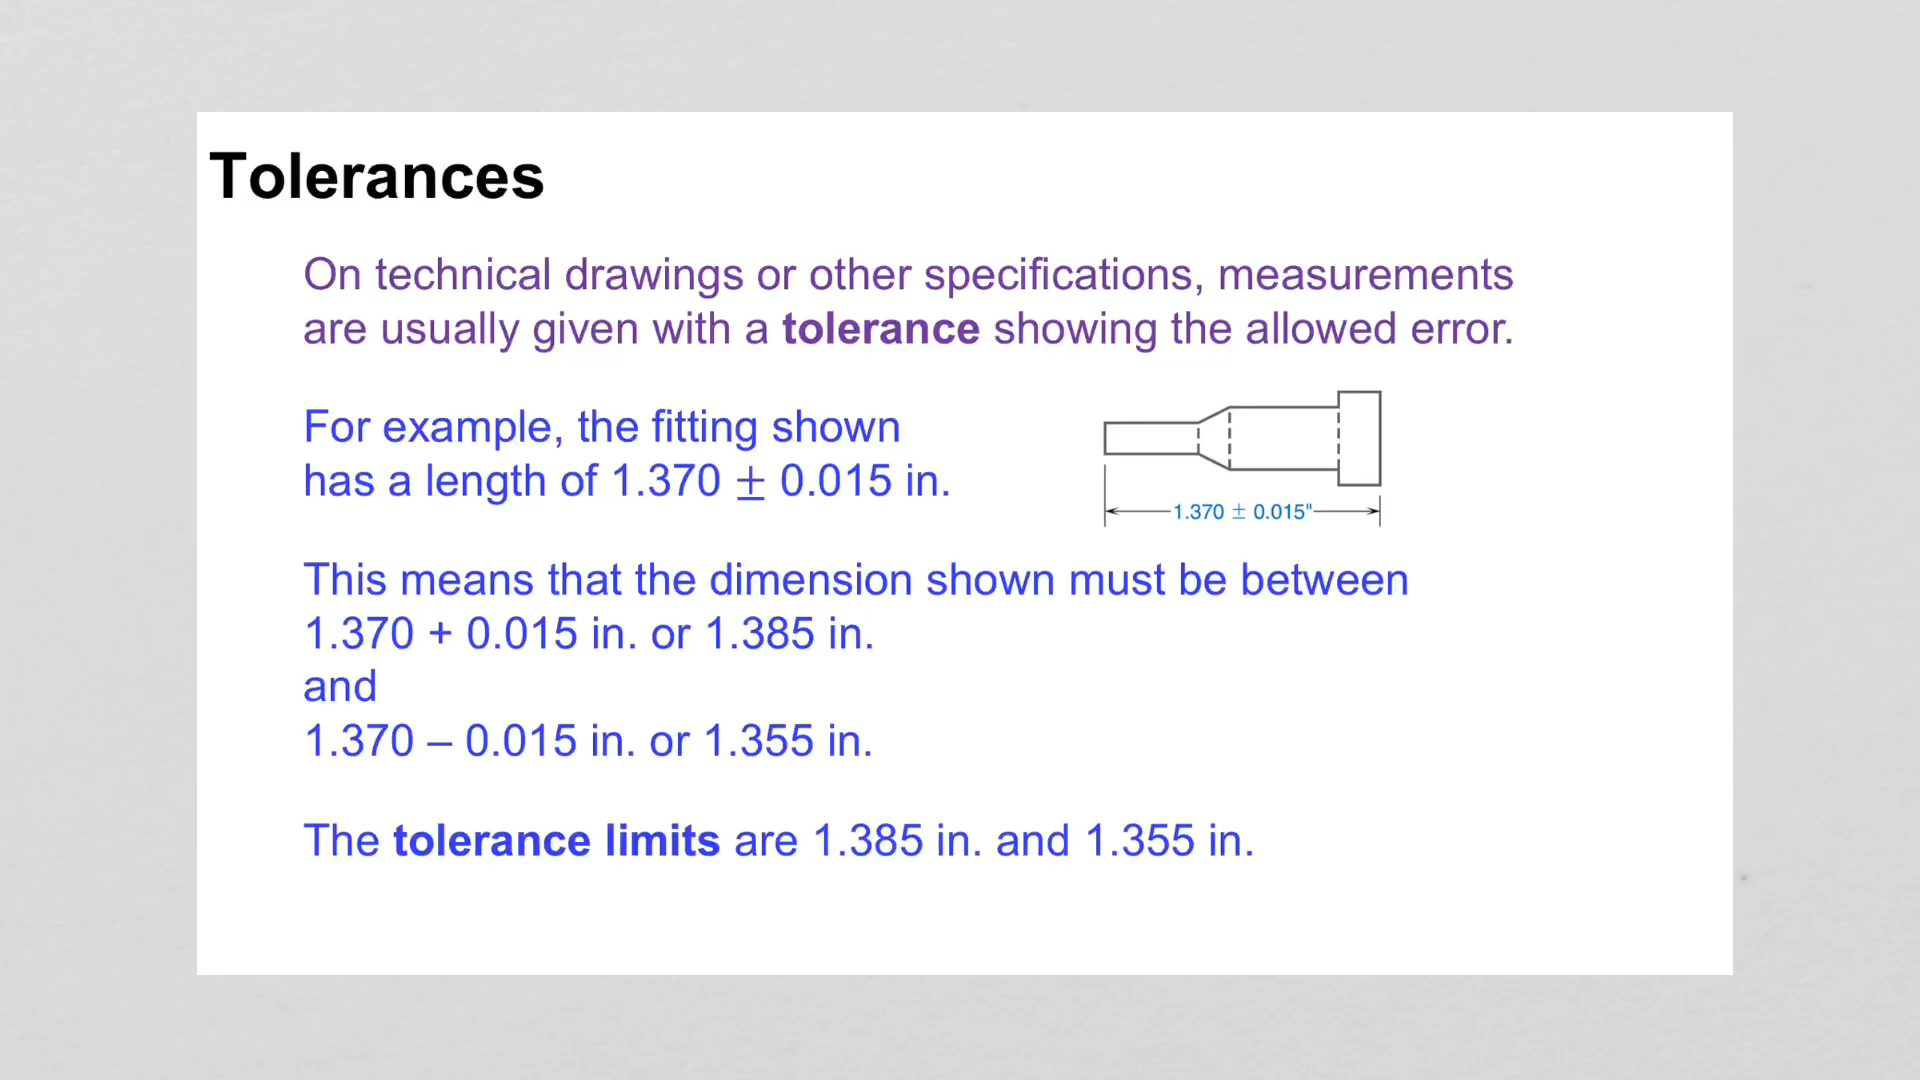 Tolerances
On technical drawings or other specifications, measurements
are usually given with a tolerance showing the allowed error.
For example, the fitting shown
has a length of 1.370 ± 0.015 in.
1.370 ± 0.015"
This means that the dimension shown must be between
1.370 + 0.015 in. or 1.385 in.
and
1.370 – 0.015 in. or 1.355 in.
The tolerance limits are 1.385 in. and 1.355 in.